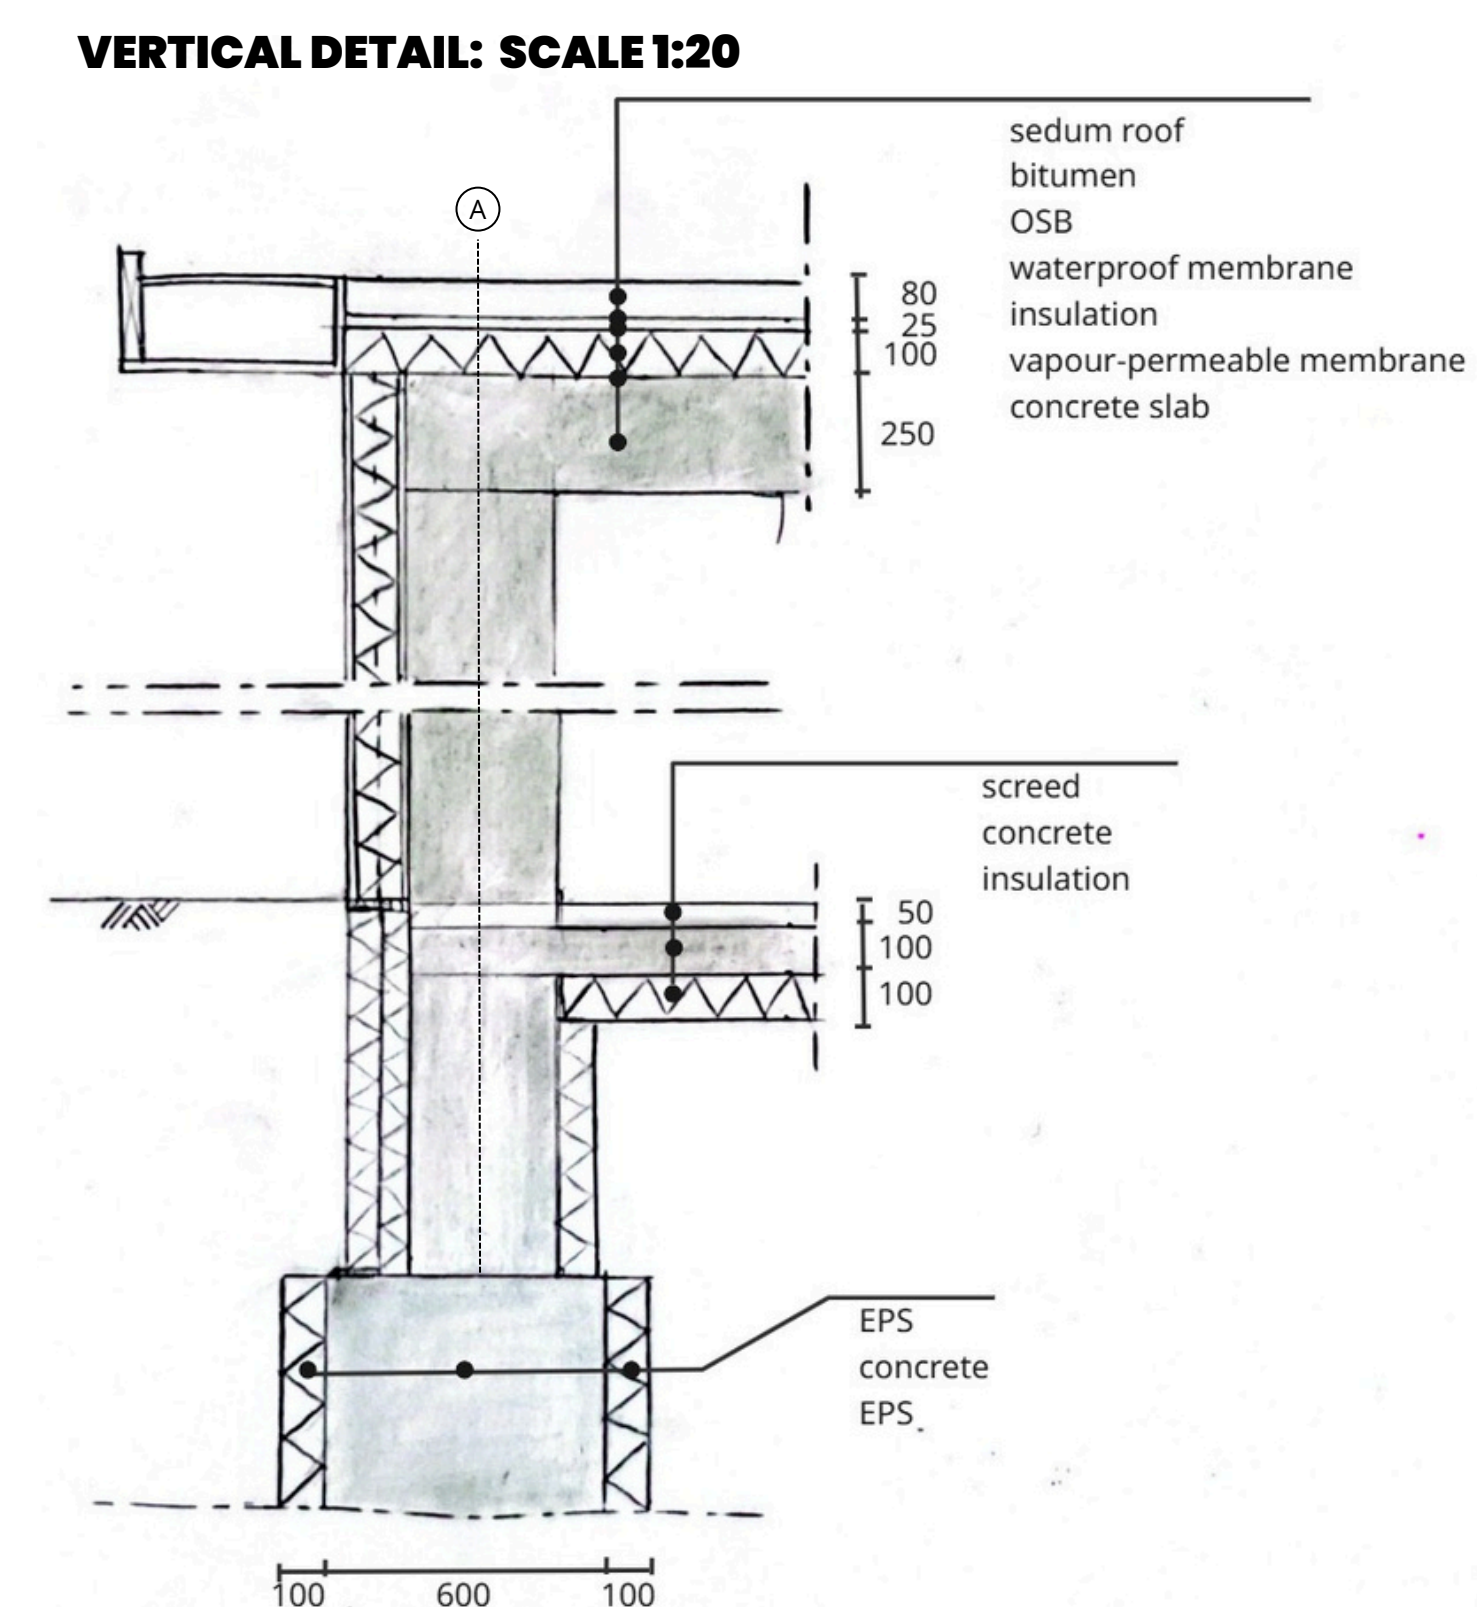 VERTICAL DETAIL: SCALE 1:20
sedum roof
bitumen
OSB
waterproof membrane
insulation
vapour-permeable membrane
concrete slab
A
80
25
100
250
screed
concrete
insulation
50
100
100
EPS
concrete
EPS
100 600 100